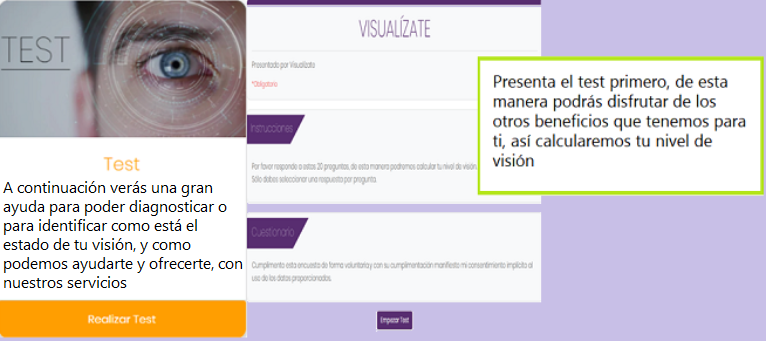 TEST
Test
A continuación verás una gran
ayuda para poder diagnosticar o
para identificar como está el
estado de tu visión, y como
podemos ayudarte y ofrecerte, con
nuestros servicios
Realizar Test
VISUALÍZATE
Presentado por Visualízate
*Obligatorio
Instrucciones
Por favor responda a estas 20 preguntas, de esta manera podremos calcular tu nivel de visión.
Sólo debes seleccionar una respuesta por pregunta.
Cuestionario
Cumplimento esta encuesta de forma voluntaria y con su cumplimentación manifiesto mi consentimiento implícito al
uso de los datos proporcionados.
Empezar Test
Presenta el test primero, de esta
manera podrás disfrutar de los
otros beneficios que tenemos para
ti, así calcularemos tu nivel de
visión